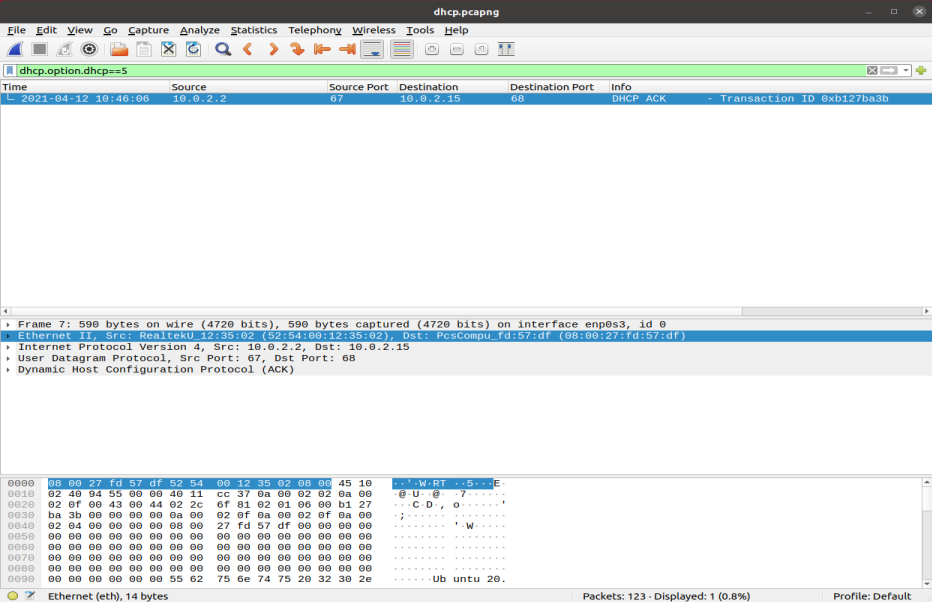 dhcp.pcapng
File Edit View Go Capture Analyze Statistics Telephony Wireless Tools Help
dhcp.option.dhcp==5
Time Source Source Port Destination Destination Port Info
2021-04-12 10:46:06 10.0.2.2 67 10.0.2.15 68 DHCP ACK - Transaction ID 0xb127ba3b
Frame 7: 590 bytes on wire (4720 bits), 590 bytes captured (4720 bits) on interface enp0s3, id 0
Ethernet II, Src: RealtekU_12:35:02 (52:54:00:12:35:02), Dst: PcsCompu_fd:57:df (08:00:27:fd:57:df)
Internet Protocol Version 4, Src: 10.0.2.2, Dst: 10.0.2.15
User Datagram Protocol, Src Port: 67, Dst Port: 68
Dynamic Host Configuration Protocol (ACK)
0000 08 00 27 fd 57 df 52 54 00 12 35 02 08 00 45 10 ··'·W·RT ··5···E·
0010 02 40 94 55 00 00 40 11 cc 37 0a 00 02 02 0a 00 ·@·U··@· ·7······
0020 02 0f 00 43 00 44 02 2c 6f 81 02 01 06 00 b1 27 ···C·D·, o······'
0030 ba 3b 00 00 00 00 0a 00 02 0f 0a 00 02 0f 0a 00 ·;······ ········
0040 02 04 00 00 00 00 08 00 27 fd 57 df 00 00 00 00 ········ '·W·····
0050 00 00 00 00 00 00 00 00 00 00 00 00 00 00 00 00 ········ ········
0060 00 00 00 00 00 00 00 00 00 00 00 00 00 00 00 00 ········ ········
0070 00 00 00 00 00 00 00 00 00 00 00 00 00 00 00 00 ········ ········
0080 00 00 00 00 00 00 00 00 00 00 00 00 00 00 00 00 ········ ········
0090 00 00 00 00 00 00 55 62 75 6e 74 75 20 32 30 2e ······Ub untu 20.
Ethernet (eth), 14 bytes Packets: 123 · Displayed: 1 (0.8%) Profile: Default